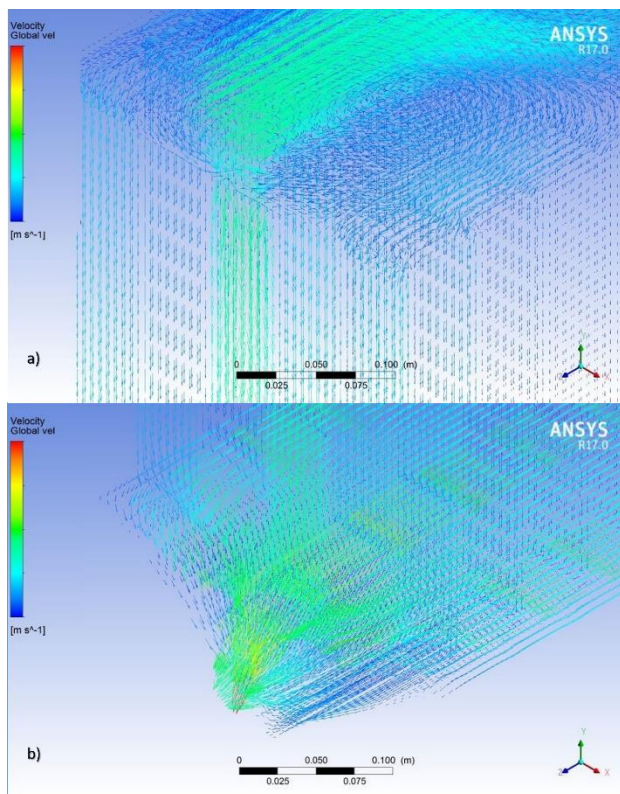 Velocity
Global vel
ANSYS
R17.0
[m s^-1]
a)
0 0.050 0.100 (m)
0.025 0.075
Velocity
Global vel
ANSYS
R17.0
[m s^-1]
Y
b)
0 0.050 0.100 (m)
0.025 0.075
Z X